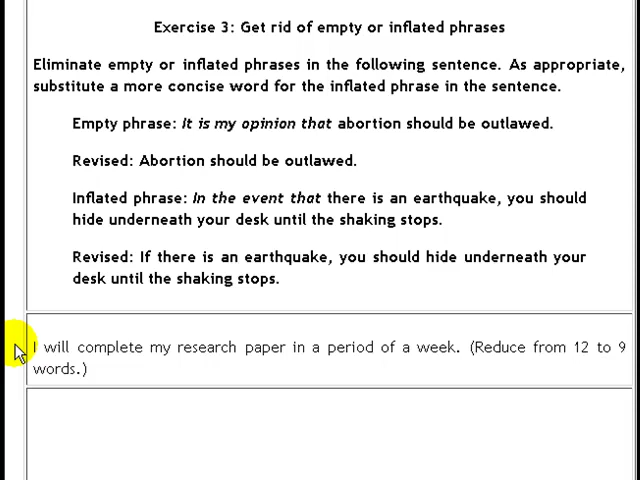 Exercise 3: Get rid of empty or inflated phrases
Eliminate empty or inflated phrases in the following sentence. As appropriate,
substitute a more concise word for the inflated phrase in the sentence.
Empty phrase: It is my opinion that abortion should be outlawed.
Revised: Abortion should be outlawed.
Inflated phrase: In the event that there is an earthquake, you should
hide underneath your desk until the shaking stops.
Revised: If there is an earthquake, you should hide underneath your
desk until the shaking stops.
I will complete my research paper in a period of a week. (Reduce from 12 to 9
words.)